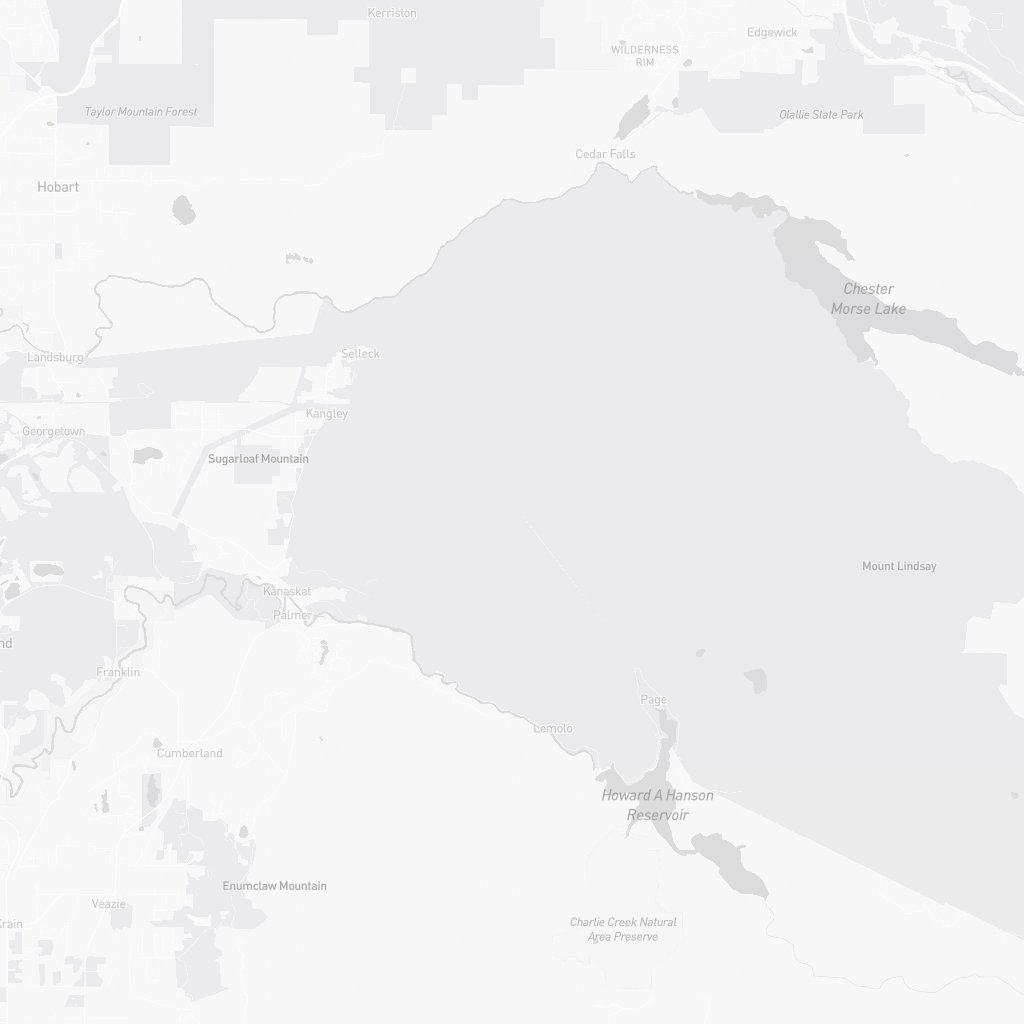 Kerriston
Edgewick
WILDERNESS
RIM
Taylor Mountain Forest
Olallie State Park
Cedar Falls
Hobart
Chester
Morse Lake
Selleck
Landsburg
Kangley
Georgetown
Sugarloaf Mountain
Mount Lindsay
Kanaskat
Palmer
nd
Franklin
Page
Lemolo
Cumberland
Howard A Hanson
Reservoir
Enumclaw Mountain
Veazie
Krain
Charlie Creek Natural
Area Preserve